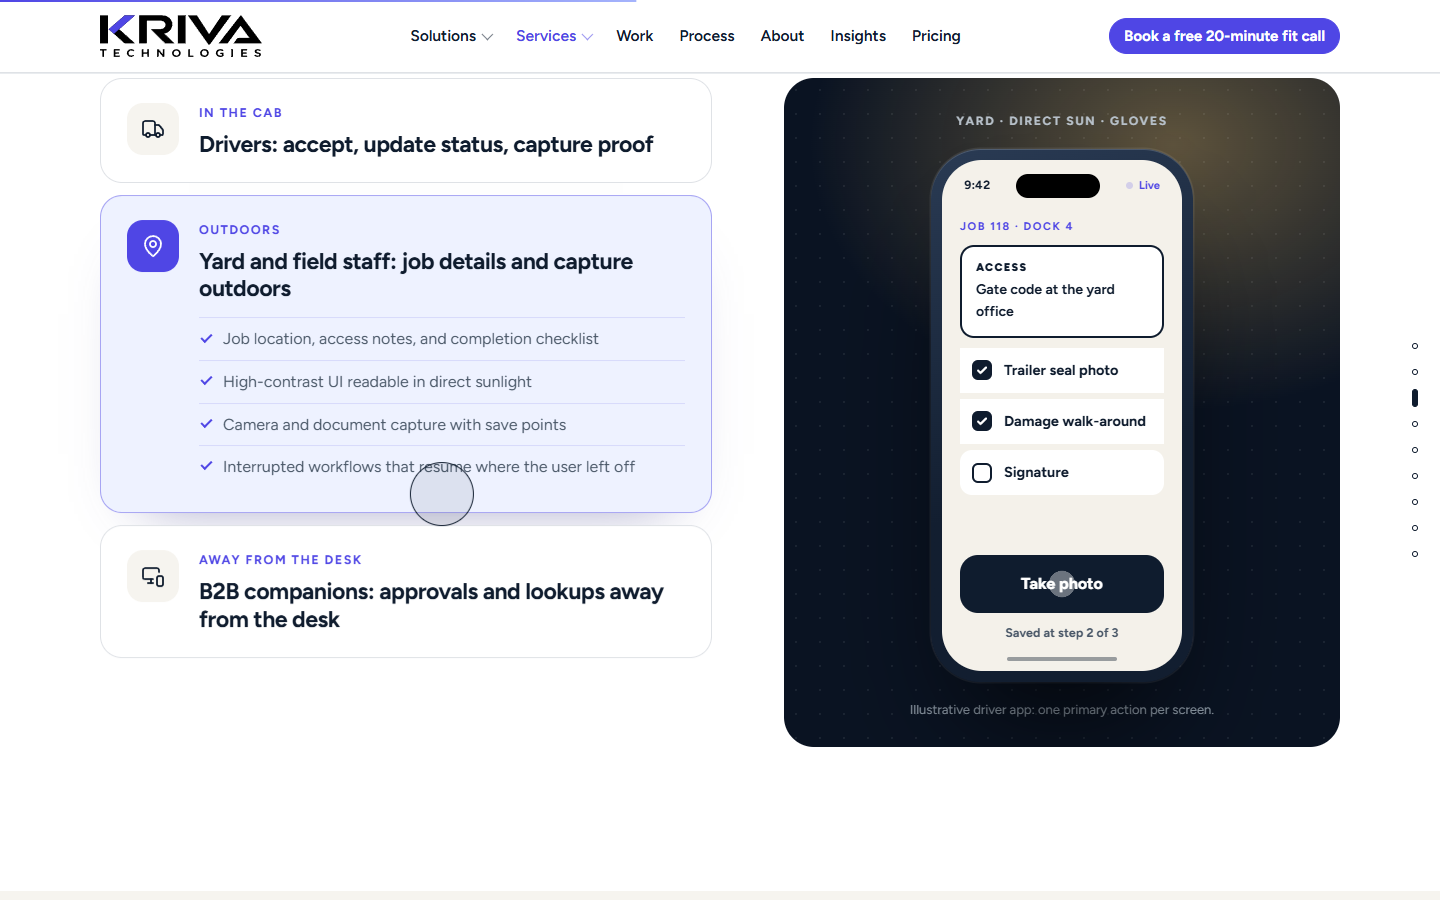 KRIVA
TECHNOLOGIES
Solutions
Services
Work
Process
About
Insights
Pricing
Book a free 20-minute fit call
IN THE CAB
Drivers: accept, update status, capture proof
OUTDOORS
Yard and field staff: job details and capture
outdoors
Job location, access notes, and completion checklist
High-contrast UI readable in direct sunlight
Camera and document capture with save points
Interrupted workflows that resume where the user left off
AWAY FROM THE DESK
B2B companions: approvals and lookups away
from the desk
YARD · DIRECT SUN · GLOVES
9:42
Live
JOB 118 · DOCK 4
ACCESS
Gate code at the yard
office
Trailer seal photo
Damage walk-around
Signature
Take photo
Saved at step 2 of 3
Illustrative driver app: one primary action per screen.